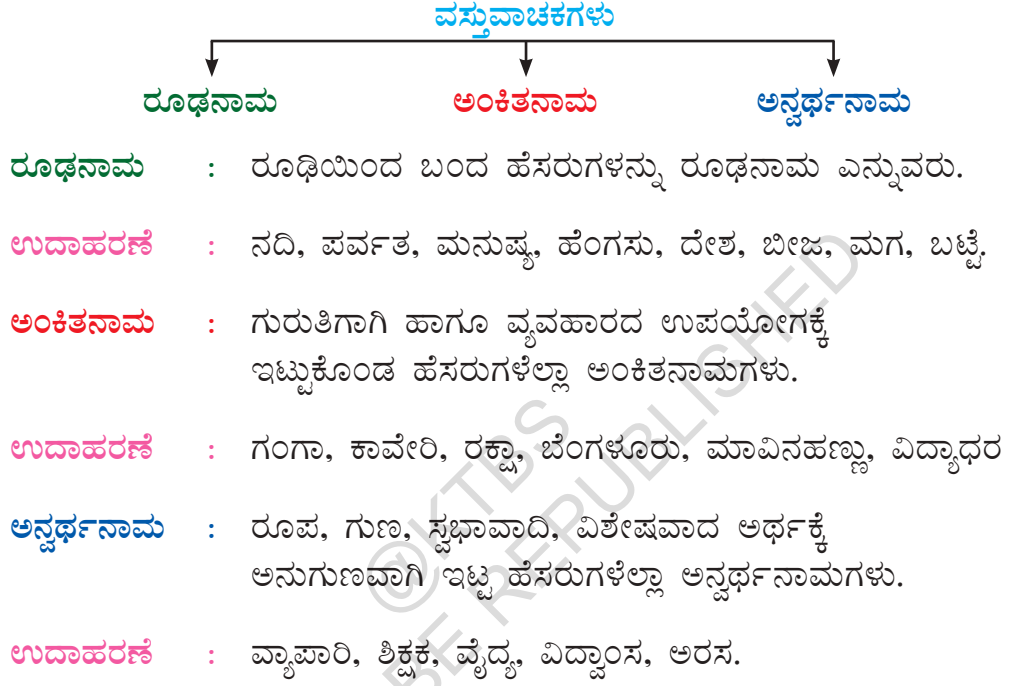 ವಸ್ತುವಾಚಕಗಳು
ರೂಢನಾಮ ಅಂಕಿತನಾಮ ಅನ್ವರ್ಥನಾಮ
ರೂಢನಾಮ : ರೂಢಿಯಿಂದ ಬಂದ ಹೆಸರುಗಳನ್ನು ರೂಢನಾಮ ಎನ್ನುವರು.
ಉದಾಹರಣೆ : ನದಿ, ಪರ್ವತ, ಮನುಷ್ಯ, ಹೆಂಗಸು, ದೇಶ, ಬೀಜ, ಮಗ, ಬಟ್ಟೆ.
ಅಂಕಿತನಾಮ : ಗುರುತಿಗಾಗಿ ಹಾಗೂ ವ್ಯವಹಾರದ ಉಪಯೋಗಕ್ಕೆ
ಇಟ್ಟುಕೊಂಡ ಹೆಸರುಗಳೆಲ್ಲಾ ಅಂಕಿತನಾಮಗಳು.
ಉದಾಹರಣೆ : ಗಂಗಾ, ಕಾವೇರಿ, ರಕ್ಷಾ, ಬೆಂಗಳೂರು, ಮಾವಿನಹಣ್ಣು, ವಿದ್ಯಾಧರ
ಅನ್ವರ್ಥನಾಮ : ರೂಪ, ಗುಣ, ಸ್ವಭಾವಾದಿ, ವಿಶೇಷವಾದ ಅರ್ಥಕ್ಕೆ
ಅನುಗುಣವಾಗಿ ಇಟ್ಟ ಹೆಸರುಗಳೆಲ್ಲಾ ಅನ್ವರ್ಥನಾಮಗಳು.
ಉದಾಹರಣೆ : ವ್ಯಾಪಾರಿ, ಶಿಕ್ಷಕ, ವೈದ್ಯ, ವಿದ್ವಾಂಸ, ಅರಸ.
@KTBS
BE REPUBLISHED